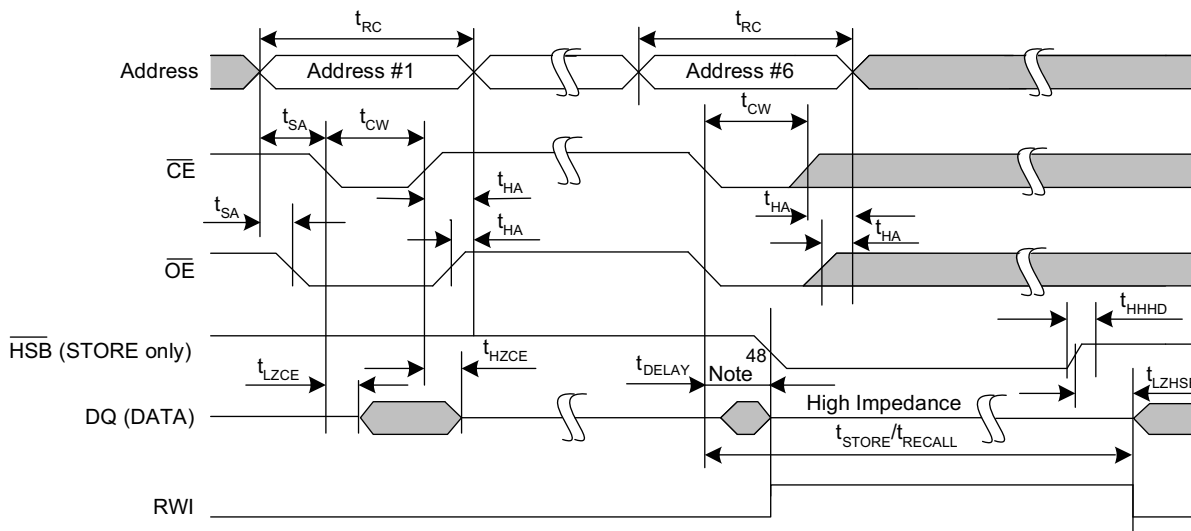 tRC
tRC
Address
Address #1
Address #6
tSA
tCW
tCW
CE
tHA
tSA
tHA
tHA
tHA
OE
tHHHD
HSB (STORE only)
tHZCE
48
tLZCE
tDELAY
Note
tLZHSB
DQ (DATA)
High Impedance
tSTORE/tRECALL
RWI